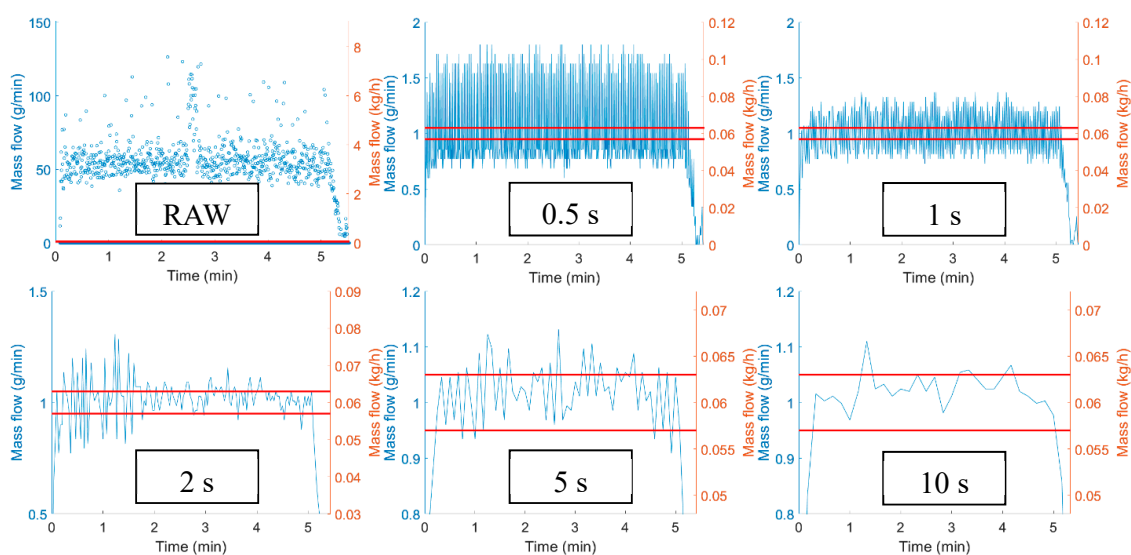 150
100
50
0
Mass flow (g/min)
8
6
4
2
0
Mass flow (kg/h)
RAW
0 1 2 3 4 5
Time (min)
2
1.5
1
0.5
0
Mass flow (g/min)
0.12
0.1
0.08
0.06
0.04
0.02
0
Mass flow (kg/h)
0.5 s
0 1 2 3 4 5
Time (min)
2
1.5
1
0.5
0
Mass flow (g/min)
0.12
0.1
0.08
0.06
0.04
0.02
0
Mass flow (kg/h)
1 s
0 1 2 3 4 5
Time (min)
1.5
1
0.5
Mass flow (g/min)
0.09
0.08
0.07
0.06
0.05
0.04
0.03
Mass flow (kg/h)
2 s
0 1 2 3 4 5
Time (min)
1.2
1.1
1
0.9
0.8
Mass flow (g/min)
0.07
0.065
0.06
0.055
0.05
Mass flow (kg/h)
5 s
0 1 2 3 4 5
Time (min)
1.2
1.1
1
0.9
0.8
Mass flow (g/min)
0.07
0.065
0.06
0.055
0.05
Mass flow (kg/h)
10 s
0 1 2 3 4 5
Time (min)